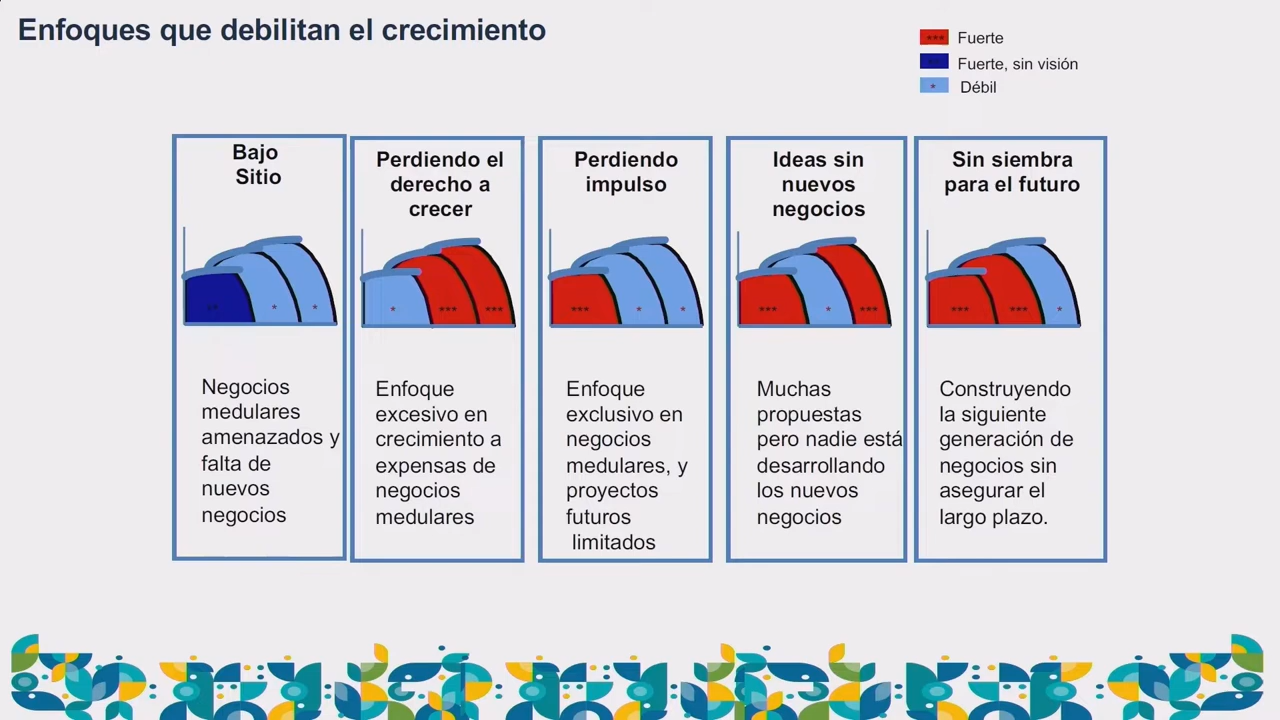 Enfoques que debilitan el crecimiento
*** Fuerte
Fuerte, sin visión
* Débil
Bajo
Sitio
**
*
*
Negocios
medulares
amenazados y
falta de
nuevos
negocios
Perdiendo el
derecho a
crecer
*
***
***
Enfoque
excesivo en
crecimiento a
expensas de
negocios
medulares
Perdiendo
impulso
***
*
*
Enfoque
exclusivo en
negocios
medulares, y
proyectos
futuros
limitados
Ideas sin
nuevos
negocios
***
*
***
Muchas
propuestas
pero nadie está
desarrollando
los nuevos
negocios
Sin siembra
para el futuro
***
***
*
Construyendo
la siguiente
generación de
negocios sin
asegurar el
largo plazo.